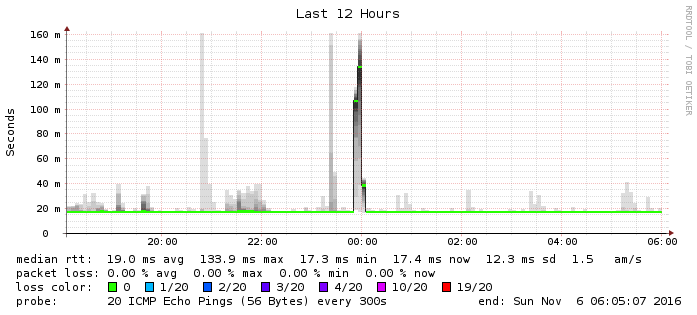 Last 12 Hours
RRDTOOL / TOBI OETIKER
Seconds
160 m
140 m
120 m
100 m
80 m
60 m
40 m
20 m
0
20:00 22:00 00:00 02:00 04:00 06:00
median rtt: 19.0 ms avg 133.9 ms max 17.3 ms min 17.4 ms now 12.3 ms sd 1.5 am/s
packet loss: 0.00 % avg 0.00 % max 0.00 % min 0.00 % now
loss color: 0 1/20 2/20 3/20 4/20 10/20 19/20
probe: 20 ICMP Echo Pings (56 Bytes) every 300s end: Sun Nov 6 06:05:07 2016